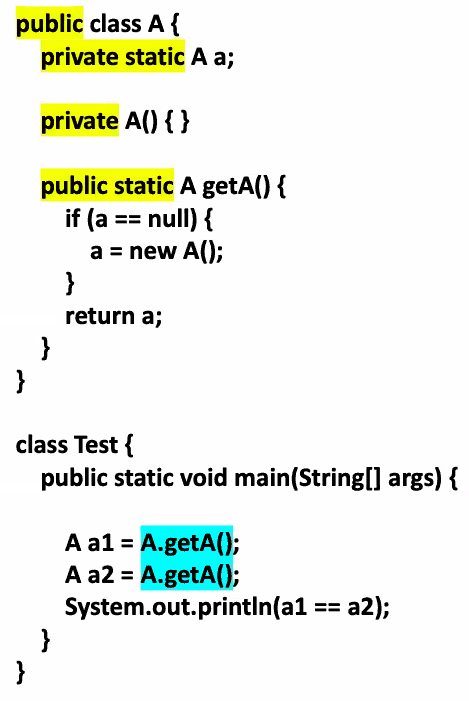 public class A {
private static A a;
private A() { }
public static A getA() {
if (a == null) {
a = new A();
}
return a;
}
}
class Test {
public static void main(String[] args) {
A a1 = A.getA();
A a2 = A.getA();
System.out.println(a1 == a2);
}
}